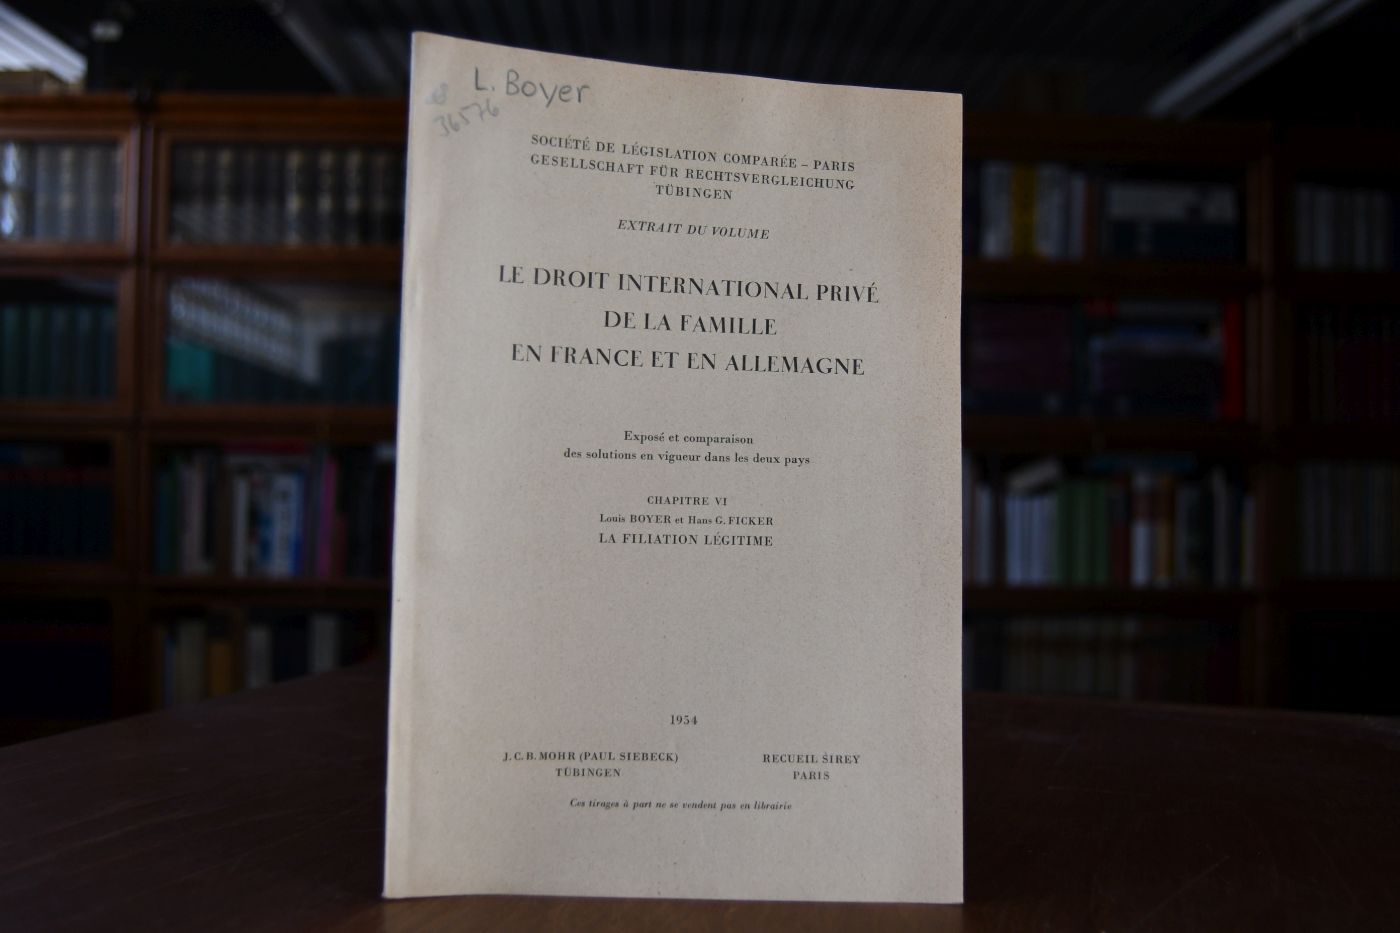 L. Boyer
36576
SOCIÉTÉ DE LÉGISLATION COMPARÉE – PARIS
GESELLSCHAFT FÜR RECHTSVERGLEICHUNG
TÜBINGEN
EXTRAIT DU VOLUME
LE DROIT INTERNATIONAL PRIVÉ
DE LA FAMILLE
EN FRANCE ET EN ALLEMAGNE
Exposé et comparaison
des solutions en vigueur dans les deux pays
CHAPITRE VI
Louis BOYER et Hans G. FICKER
LA FILIATION LÉGITIME
1954
J. C. B. MOHR (PAUL SIEBECK)
TÜBINGEN
RECUEIL SIREY
PARIS
Ces tirages à part ne se vendent pas en librairie